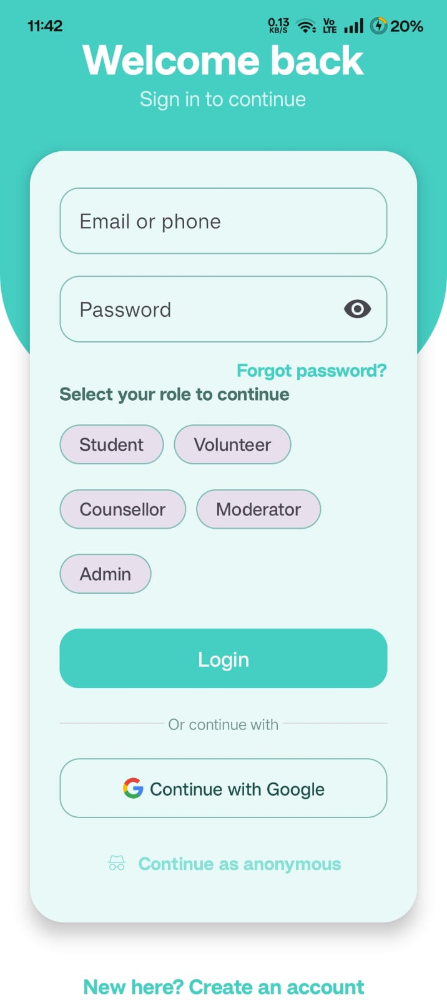 11:42 0.13 KB/S Vo LTE 20%
Welcome back
Sign in to continue
Email or phone
Password
Forgot password?
Select your role to continue
Student Volunteer
Counsellor Moderator
Admin
Login
Or continue with
Continue with Google
Continue as anonymous
New here? Create an account